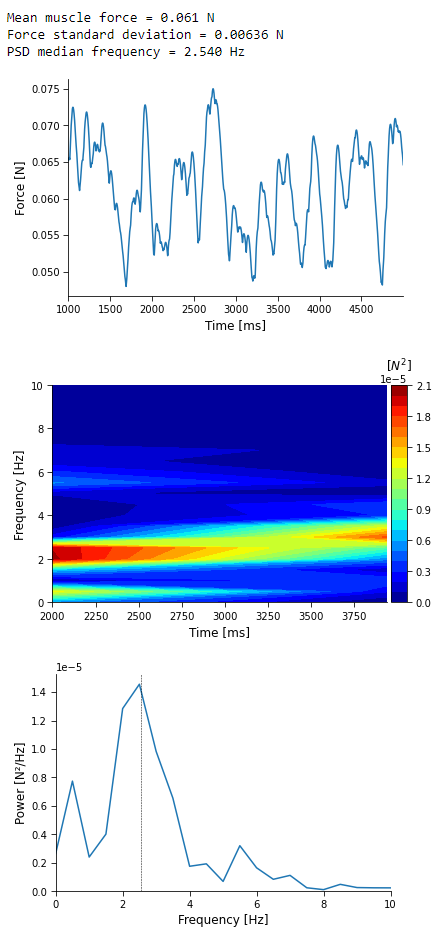 Mean muscle force = 0.061 N
Force standard deviation = 0.00636 N
PSD median frequency = 2.540 Hz
0.075
0.070
0.065
0.060
0.055
0.050
Force [N]
1000 1500 2000 2500 3000 3500 4000 4500
Time [ms]
[N²]
1e−5
10
8
6
4
2
0
Frequency [Hz]
2.1
1.8
1.5
1.2
0.9
0.6
0.3
0.0
2000 2250 2500 2750 3000 3250 3500 3750
Time [ms]
1e−5
1.4
1.2
1.0
0.8
0.6
0.4
0.2
0.0
Power [N²/Hz]
0 2 4 6 8 10
Frequency [Hz]